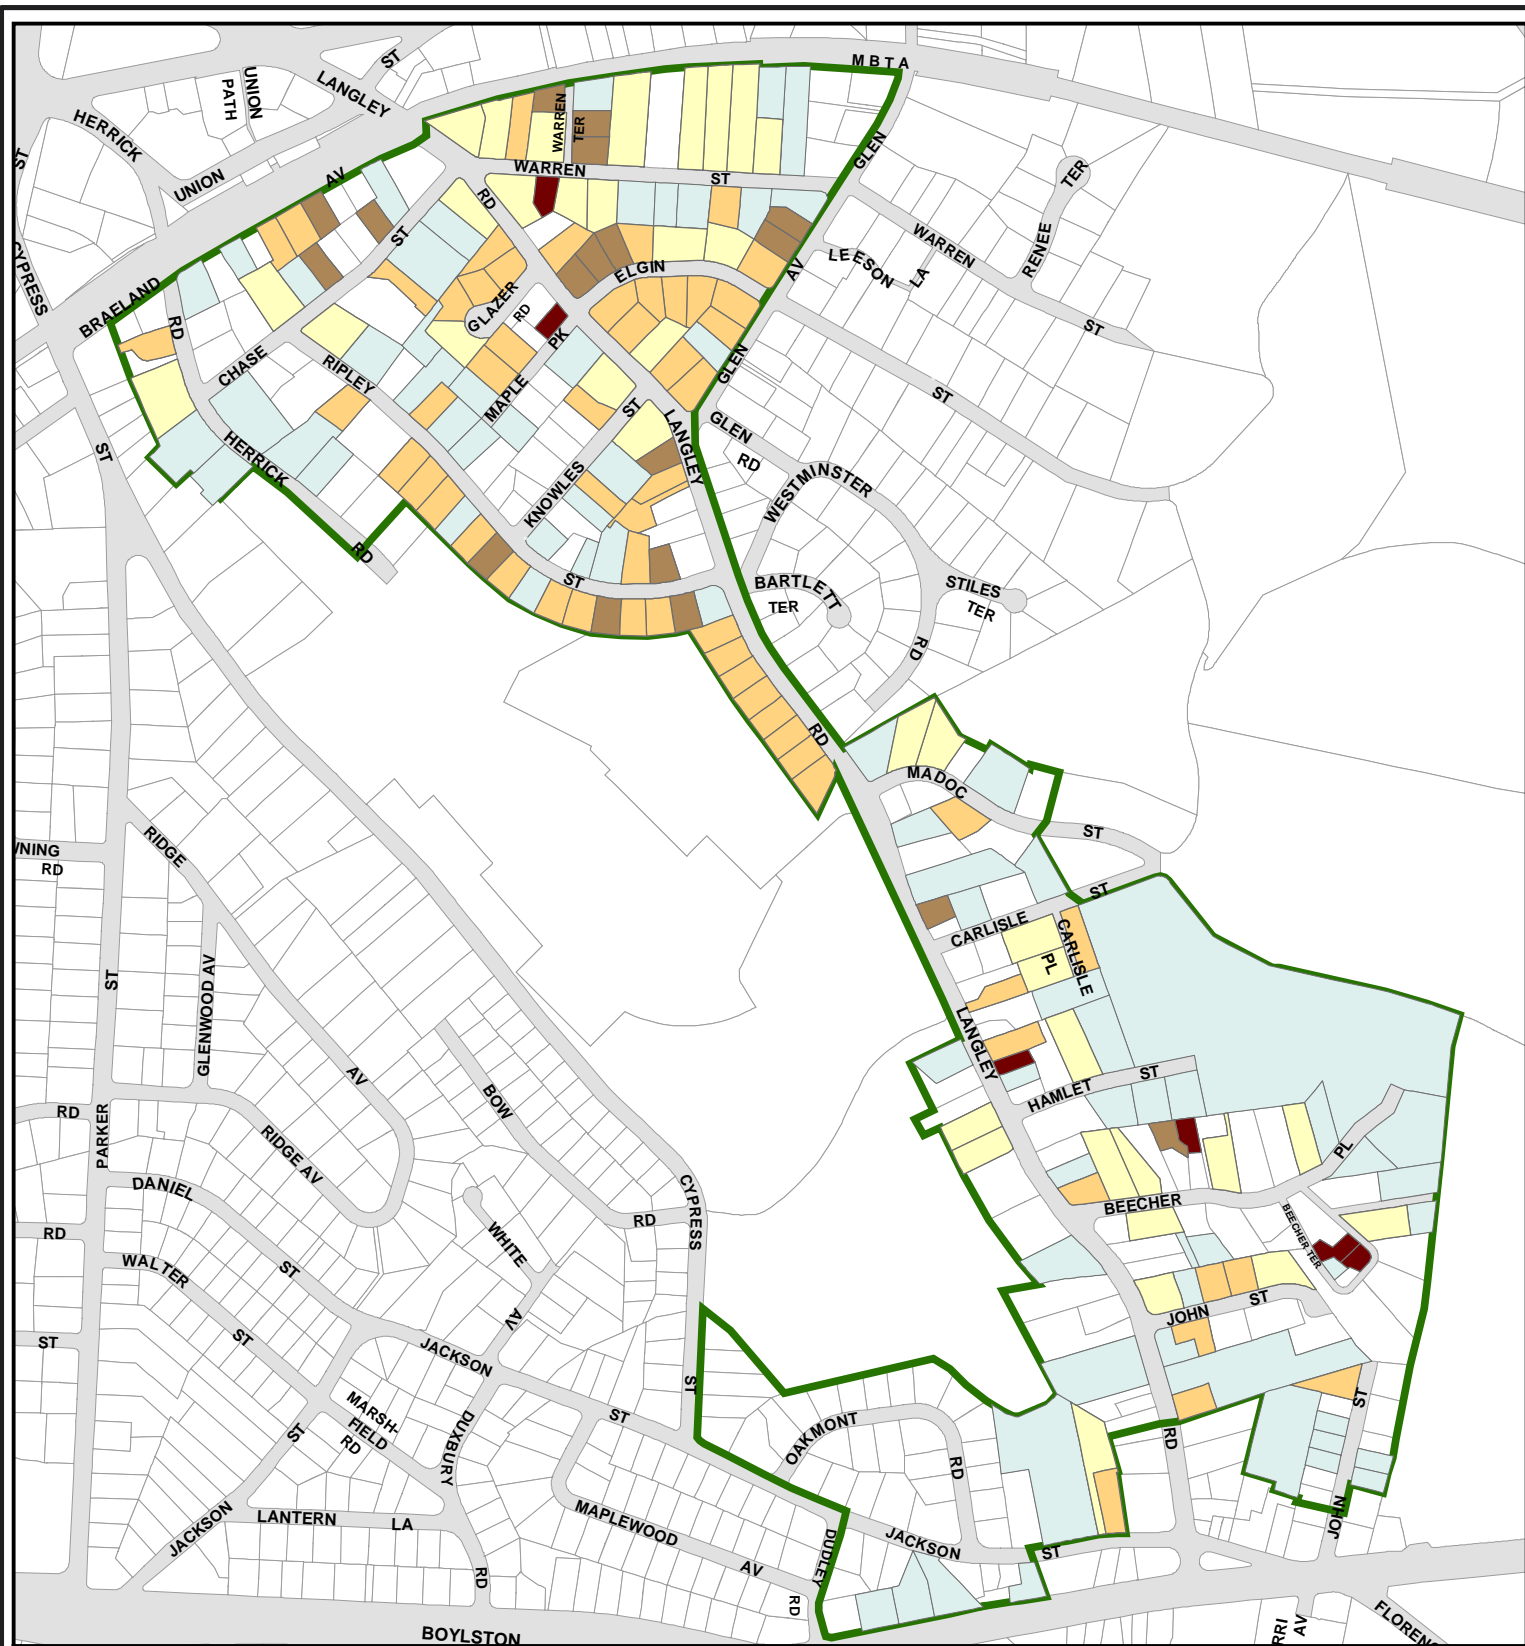 MBTA
ST
LANGLEY
UNION
PATH
HERRICK
ST
UNION
AV
CYPRESS
BRAELAND
WARREN
TER
WARREN
ST
GLEN
TER
RENEE
WARREN
LEESON
LA
ST
RD
ST
ELGIN
AV
GLAZER
RD
PK
MAPLE
RD
CHASE
RIPLEY
HERRICK
RD
ST
KNOWLES
ST
LANGLEY
GLEN
GLEN
RD
ST
WESTMINSTER
STILES
TER
BARTLETT
TER
RD
ST
RD
MADOC
ST
ST
CARLISLE
CARLISLE
PL
LANGLEY
HAMLET
ST
BEECHER
PL
BEECHER TER
JOHN
ST
ST
JOHN
RD
RD
RIDGE
ST
GLENWOOD AV
AV
BOW
RD
PARKER
RIDGE AV
DANIEL
ST
RD
WALTER
ST
ST
WHITE
AV
RD
CYPRESS
ST
JACKSON
ST
MARSH-
FIELD
RD
DUXBURY
ST
JACKSON
LANTERN
LA
RD
MAPLEWOOD
AV
OAKMONT
RD
DUDLEY
RD
JACKSON
ST
BOYLSTON
AV